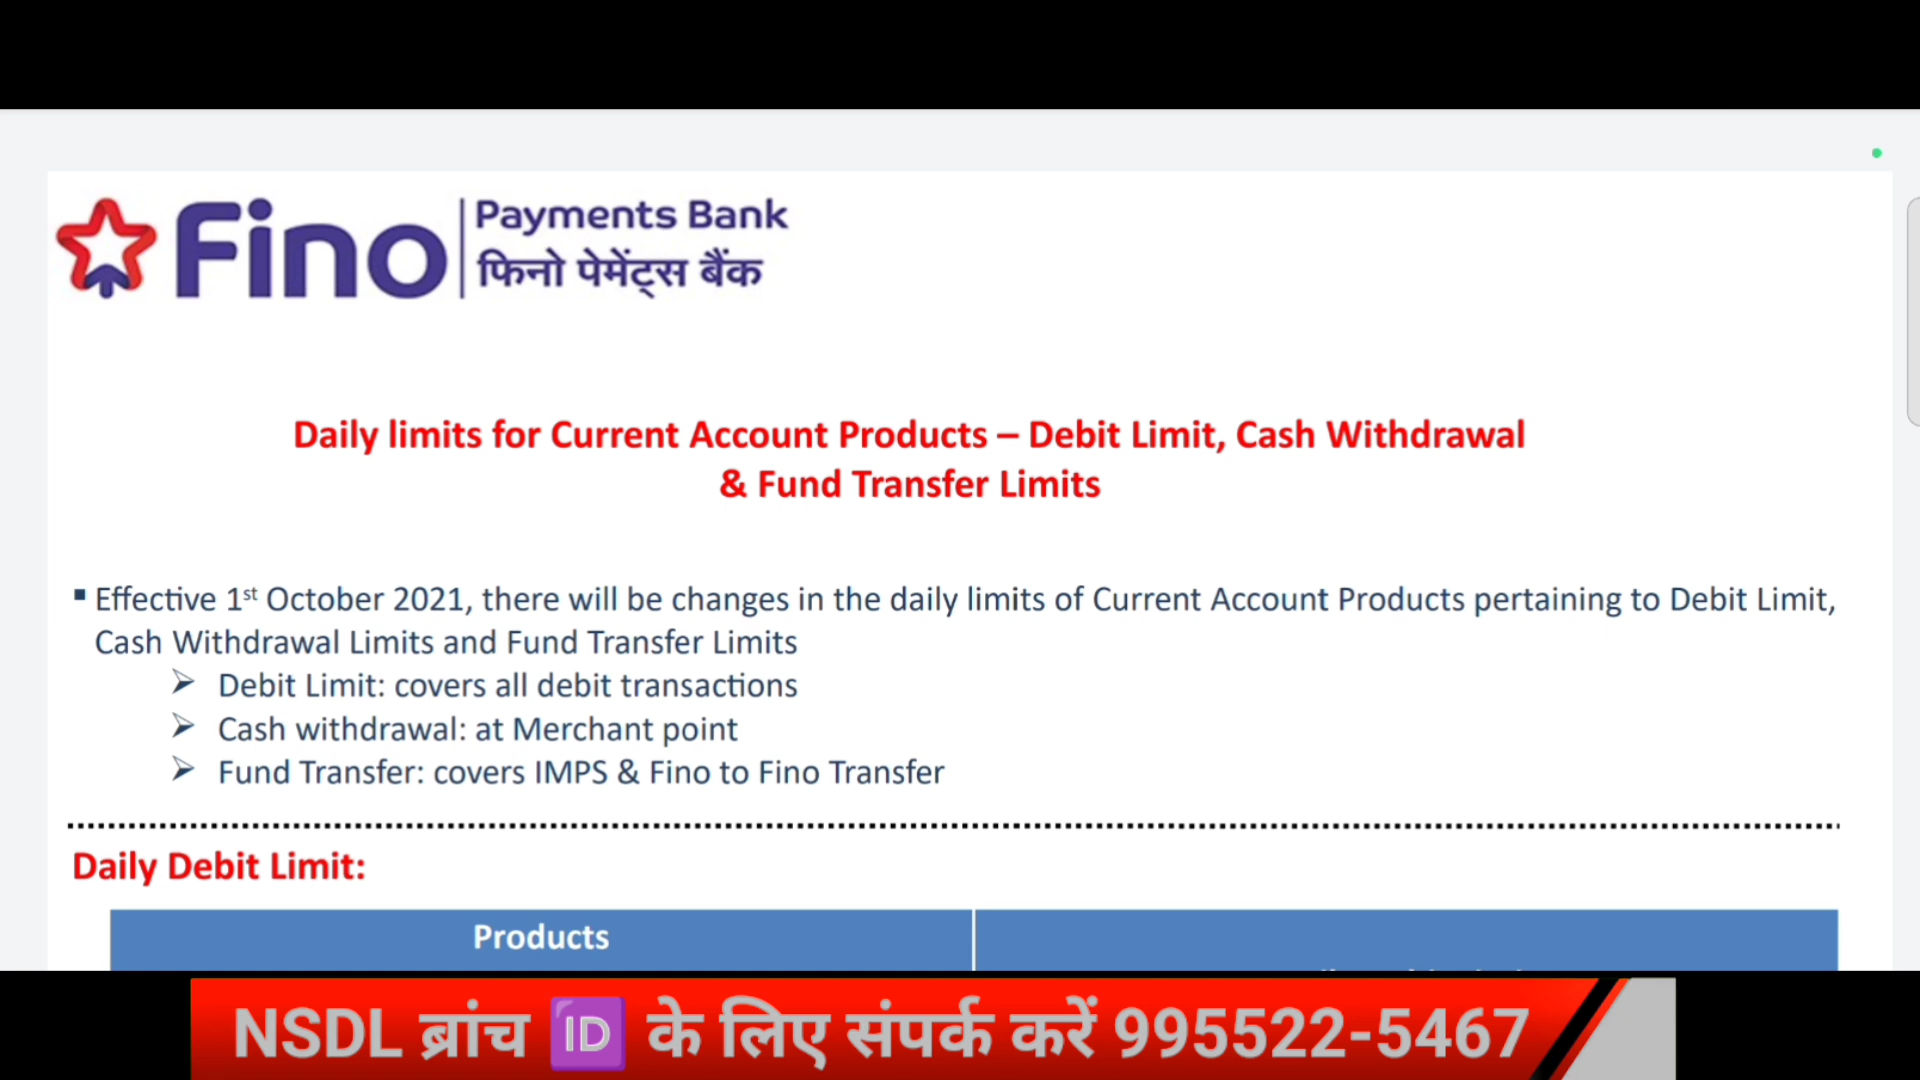 Fino
Payments Bank
फिनो पेमेंट्स बैंक
Daily limits for Current Account Products – Debit Limit, Cash Withdrawal
& Fund Transfer Limits
▪ Effective 1st October 2021, there will be changes in the daily limits of Current Account Products pertaining to Debit Limit,
Cash Withdrawal Limits and Fund Transfer Limits
➢ Debit Limit: covers all debit transactions
➢ Cash withdrawal: at Merchant point
➢ Fund Transfer: covers IMPS & Fino to Fino Transfer
Daily Debit Limit:
Products
NSDL ब्रांच 🆔 के लिए संपर्क करें 995522-5467